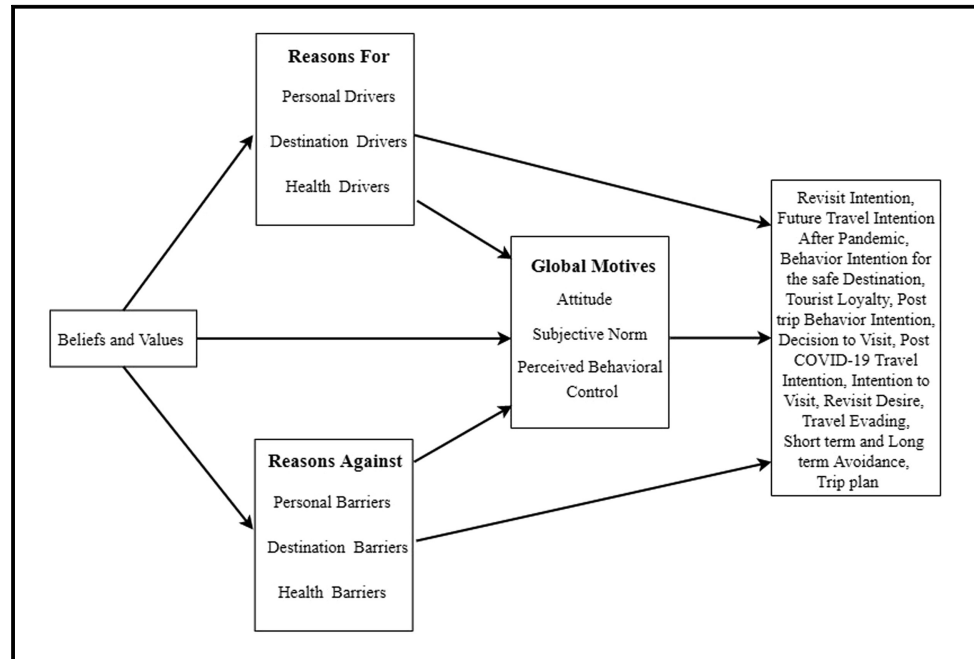 Reasons For
Personal Drivers
Destination Drivers
Health Drivers
Beliefs and Values
Reasons Against
Personal Barriers
Destination Barriers
Health Barriers
Global Motives
Attitude
Subjective Norm
Perceived Behavioral
Control
Revisit Intention,
Future Travel Intention
After Pandemic,
Behavior Intention for
the safe Destination,
Tourist Loyalty, Post
trip Behavior Intention,
Decision to Visit, Post
COVID-19 Travel
Intention, Intention to
Visit, Revisit Desire,
Travel Evading,
Short term and Long
term Avoidance,
Trip plan